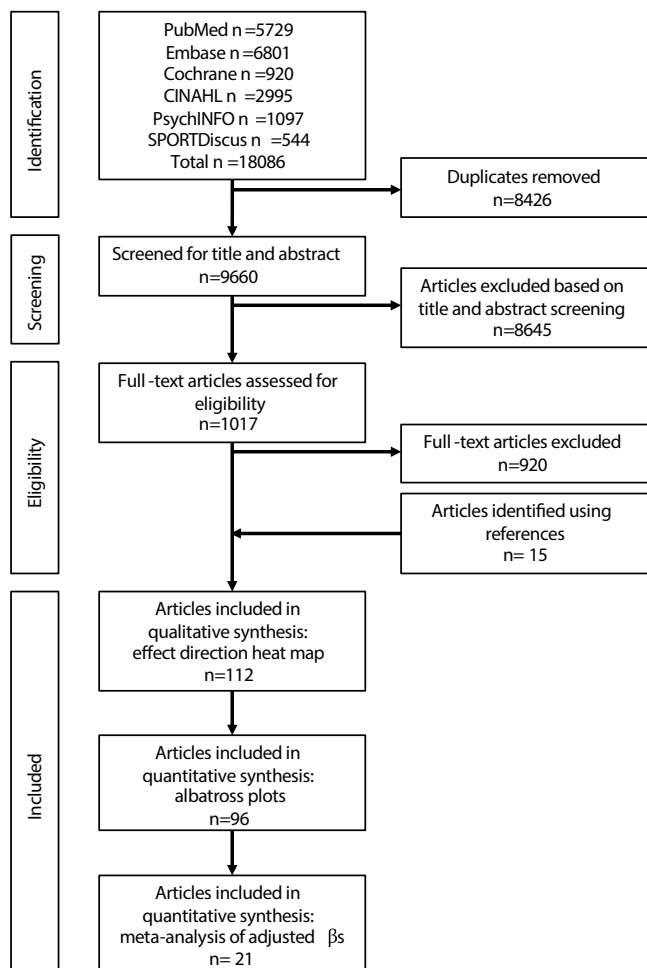 Identification
PubMed n =5729
Embase n =6801
Cochrane n =920
CINAHL n =2995
PsychINFO n =1097
SPORTDiscus n =544
Total n =18086
Duplicates removed
n=8426
Screening
Screened for title and abstract
n=9660
Articles excluded based on
title and abstract screening
n=8645
Eligibility
Full -text articles assessed for
eligibility
n=1017
Full -text articles excluded
n=920
Articles identified using
references
n= 15
Included
Articles included in
qualitative synthesis:
effect direction heat map
n=112
Articles included in
quantitative synthesis:
albatross plots
n=96
Articles included in
quantitative synthesis:
meta-analysis of adjusted βs
n= 21